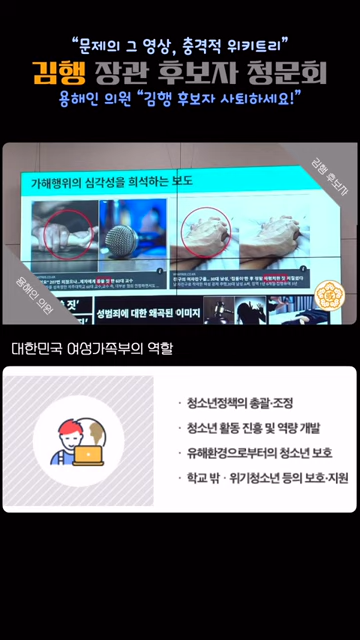 “문제의 그 영상, 충격적 위키트리”
김행 장관 후보자 청문회
용혜인 의원 “김행 후보자 사퇴하세요!”
김행 후보자
가해행위의 심각성을 희석하는 보도
용혜인 의원
성범죄에 대한 왜곡된 이미지
대한민국 여성가족부의 역할
· 청소년정책의 총괄·조정
· 청소년 활동 진흥 및 역량 개발
· 유해환경으로부터의 청소년 보호
· 학교 밖 · 위기청소년 등의 보호·지원